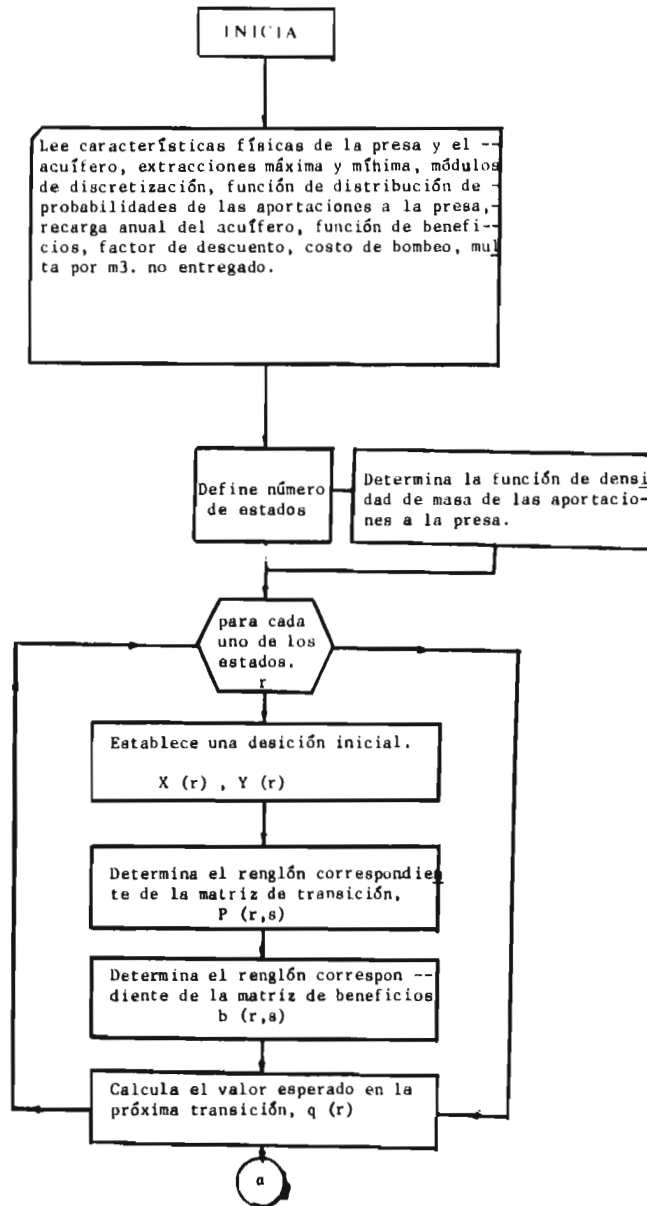 INICIA
Lee características físicas de la presa y el --
acuífero, extracciones máxima y mínima, módulos
de discretización, función de distribución de -
probabilidades de las aportaciones a la presa,-
recarga anual del acuífero, función de benefi--
cios, factor de descuento, costo de bombeo, mul
ta por m3. no entregado.
Define número
de estados
Determina la función de densi
dad de masa de las aportacio-
nes a la presa.
para cada
uno de los
estados.
r
Establece una desición inicial.
X (r) , Y (r)
Determina el renglón correspondien
te de la matriz de transición,
P (r,s)
Determina el renglón correspon --
diente de la matriz de beneficios
b (r,s)
Calcula el valor esperado en la
próxima transición, q (r)
a